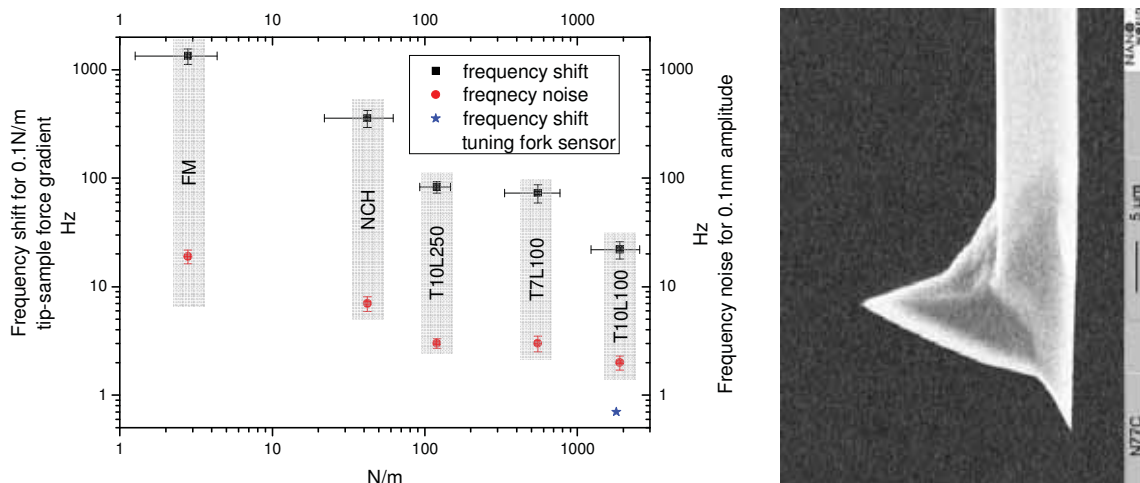 1 10 100 1000
1000
100
10
1
Frequency shift for 0.1N/m
tip-sample force gradient
Hz
frequency shift
freqnecy noise
frequency shift
tuning fork sensor
FM
NCH
T10L250
T7L100
T10L100
1000
100
10
1
Hz
Frequency noise for 0.1nm amplitude
1 10 100 1000
N/m
5 µm
N77C